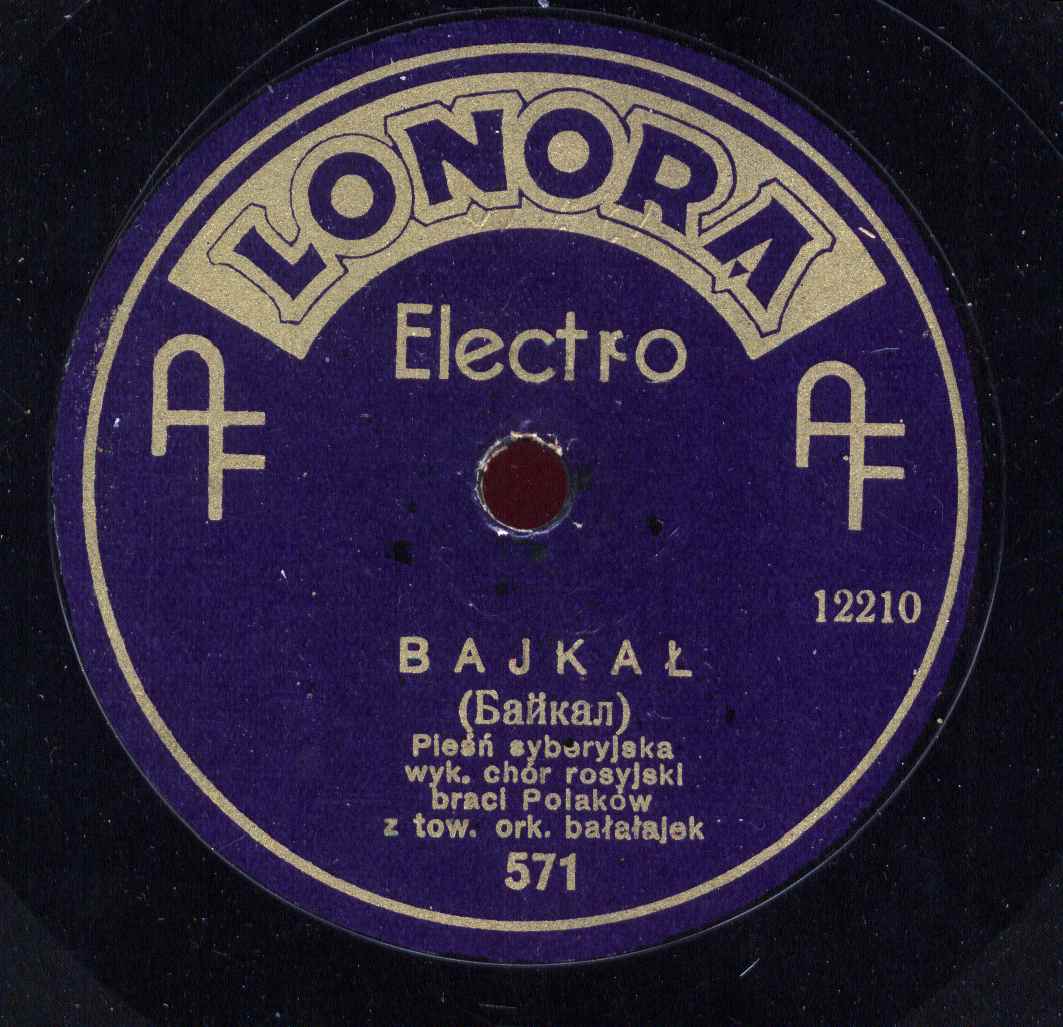 LONORA
Electro
AF AF
12210
BAJKAŁ
(Байкал)
Pieśń syberyjska
wyk. chór rosyjski
braci Polaków
z tow. ork. bałałajek
571